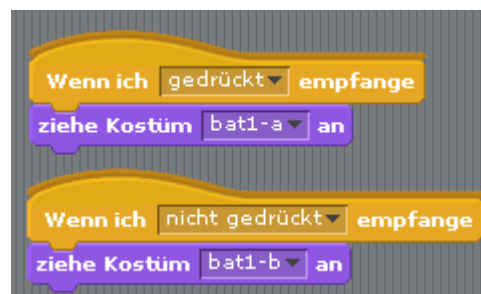 Wenn ich gedrückt empfange
ziehe Kostüm bat1-a an
Wenn ich nicht gedrückt empfange
ziehe Kostüm bat1-b an